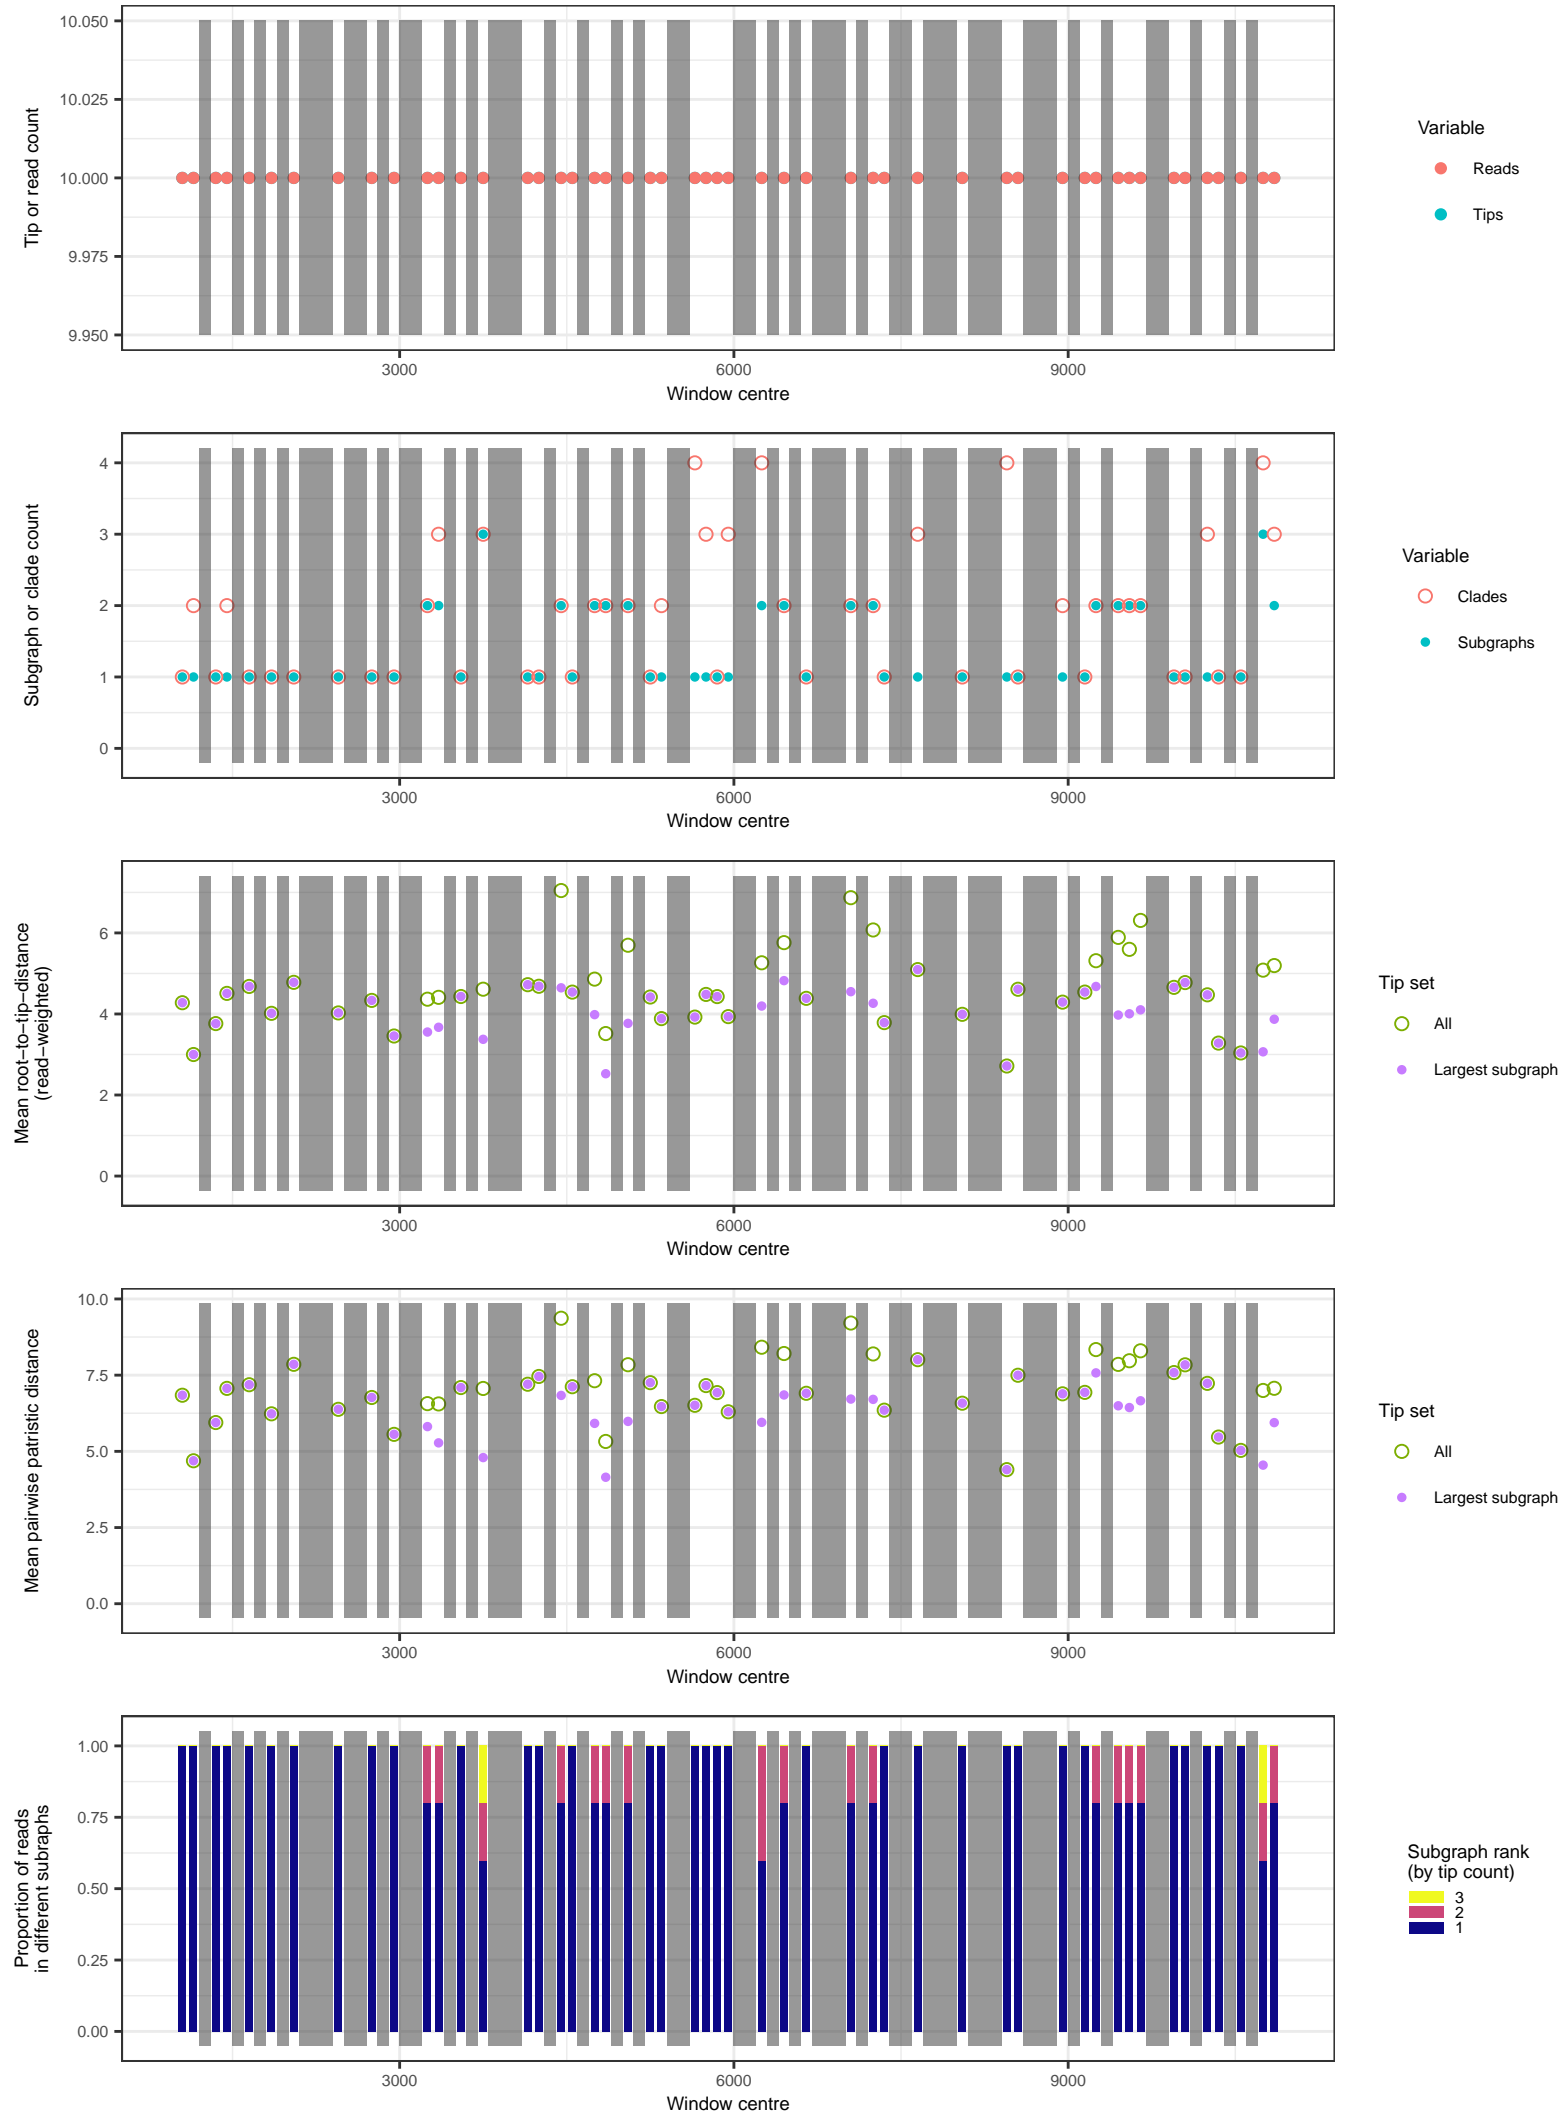 10.050
10.025
10.000
9.975
9.950
Tip or read count
3000 6000 9000
Window centre
Variable
Reads
Tips
4
3
2
1
0
Subgraph or clade count
3000 6000 9000
Window centre
Variable
Clades
Subgraphs
6
4
2
0
Mean root−to−tip−distance
(read−weighted)
3000 6000 9000
Window centre
Tip set
All
Largest subgraph
10.0
7.5
5.0
2.5
0.0
Mean pairwise patristic distance
3000 6000 9000
Window centre
Tip set
All
Largest subgraph
1.00
0.75
0.50
0.25
0.00
Proportion of reads
in different subraphs
3000 6000 9000
Window centre
Subgraph rank
(by tip count)
3
2
1